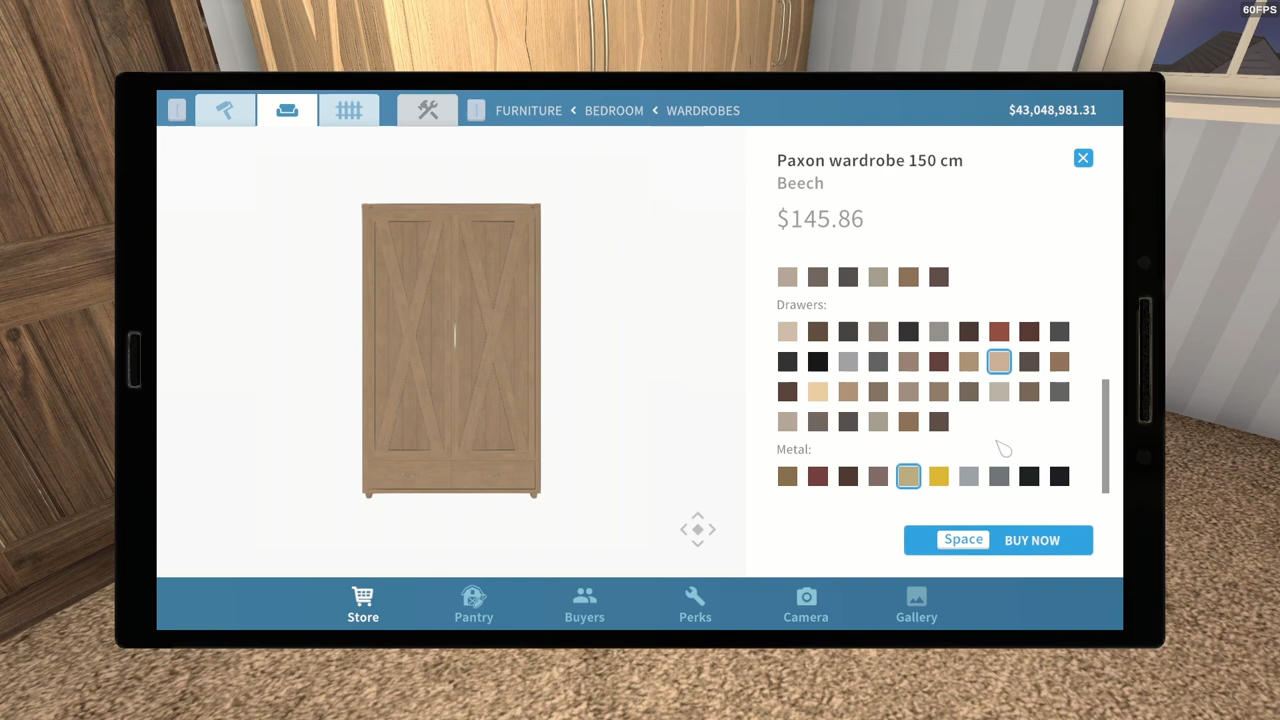 60FPS
FURNITURE < BEDROOM < WARDROBES
$43,048,981.31
Paxon wardrobe 150 cm
Beech
$145.86
Drawers:
Metal:
Space BUY NOW
Store
Pantry
Buyers
Perks
Camera
Gallery